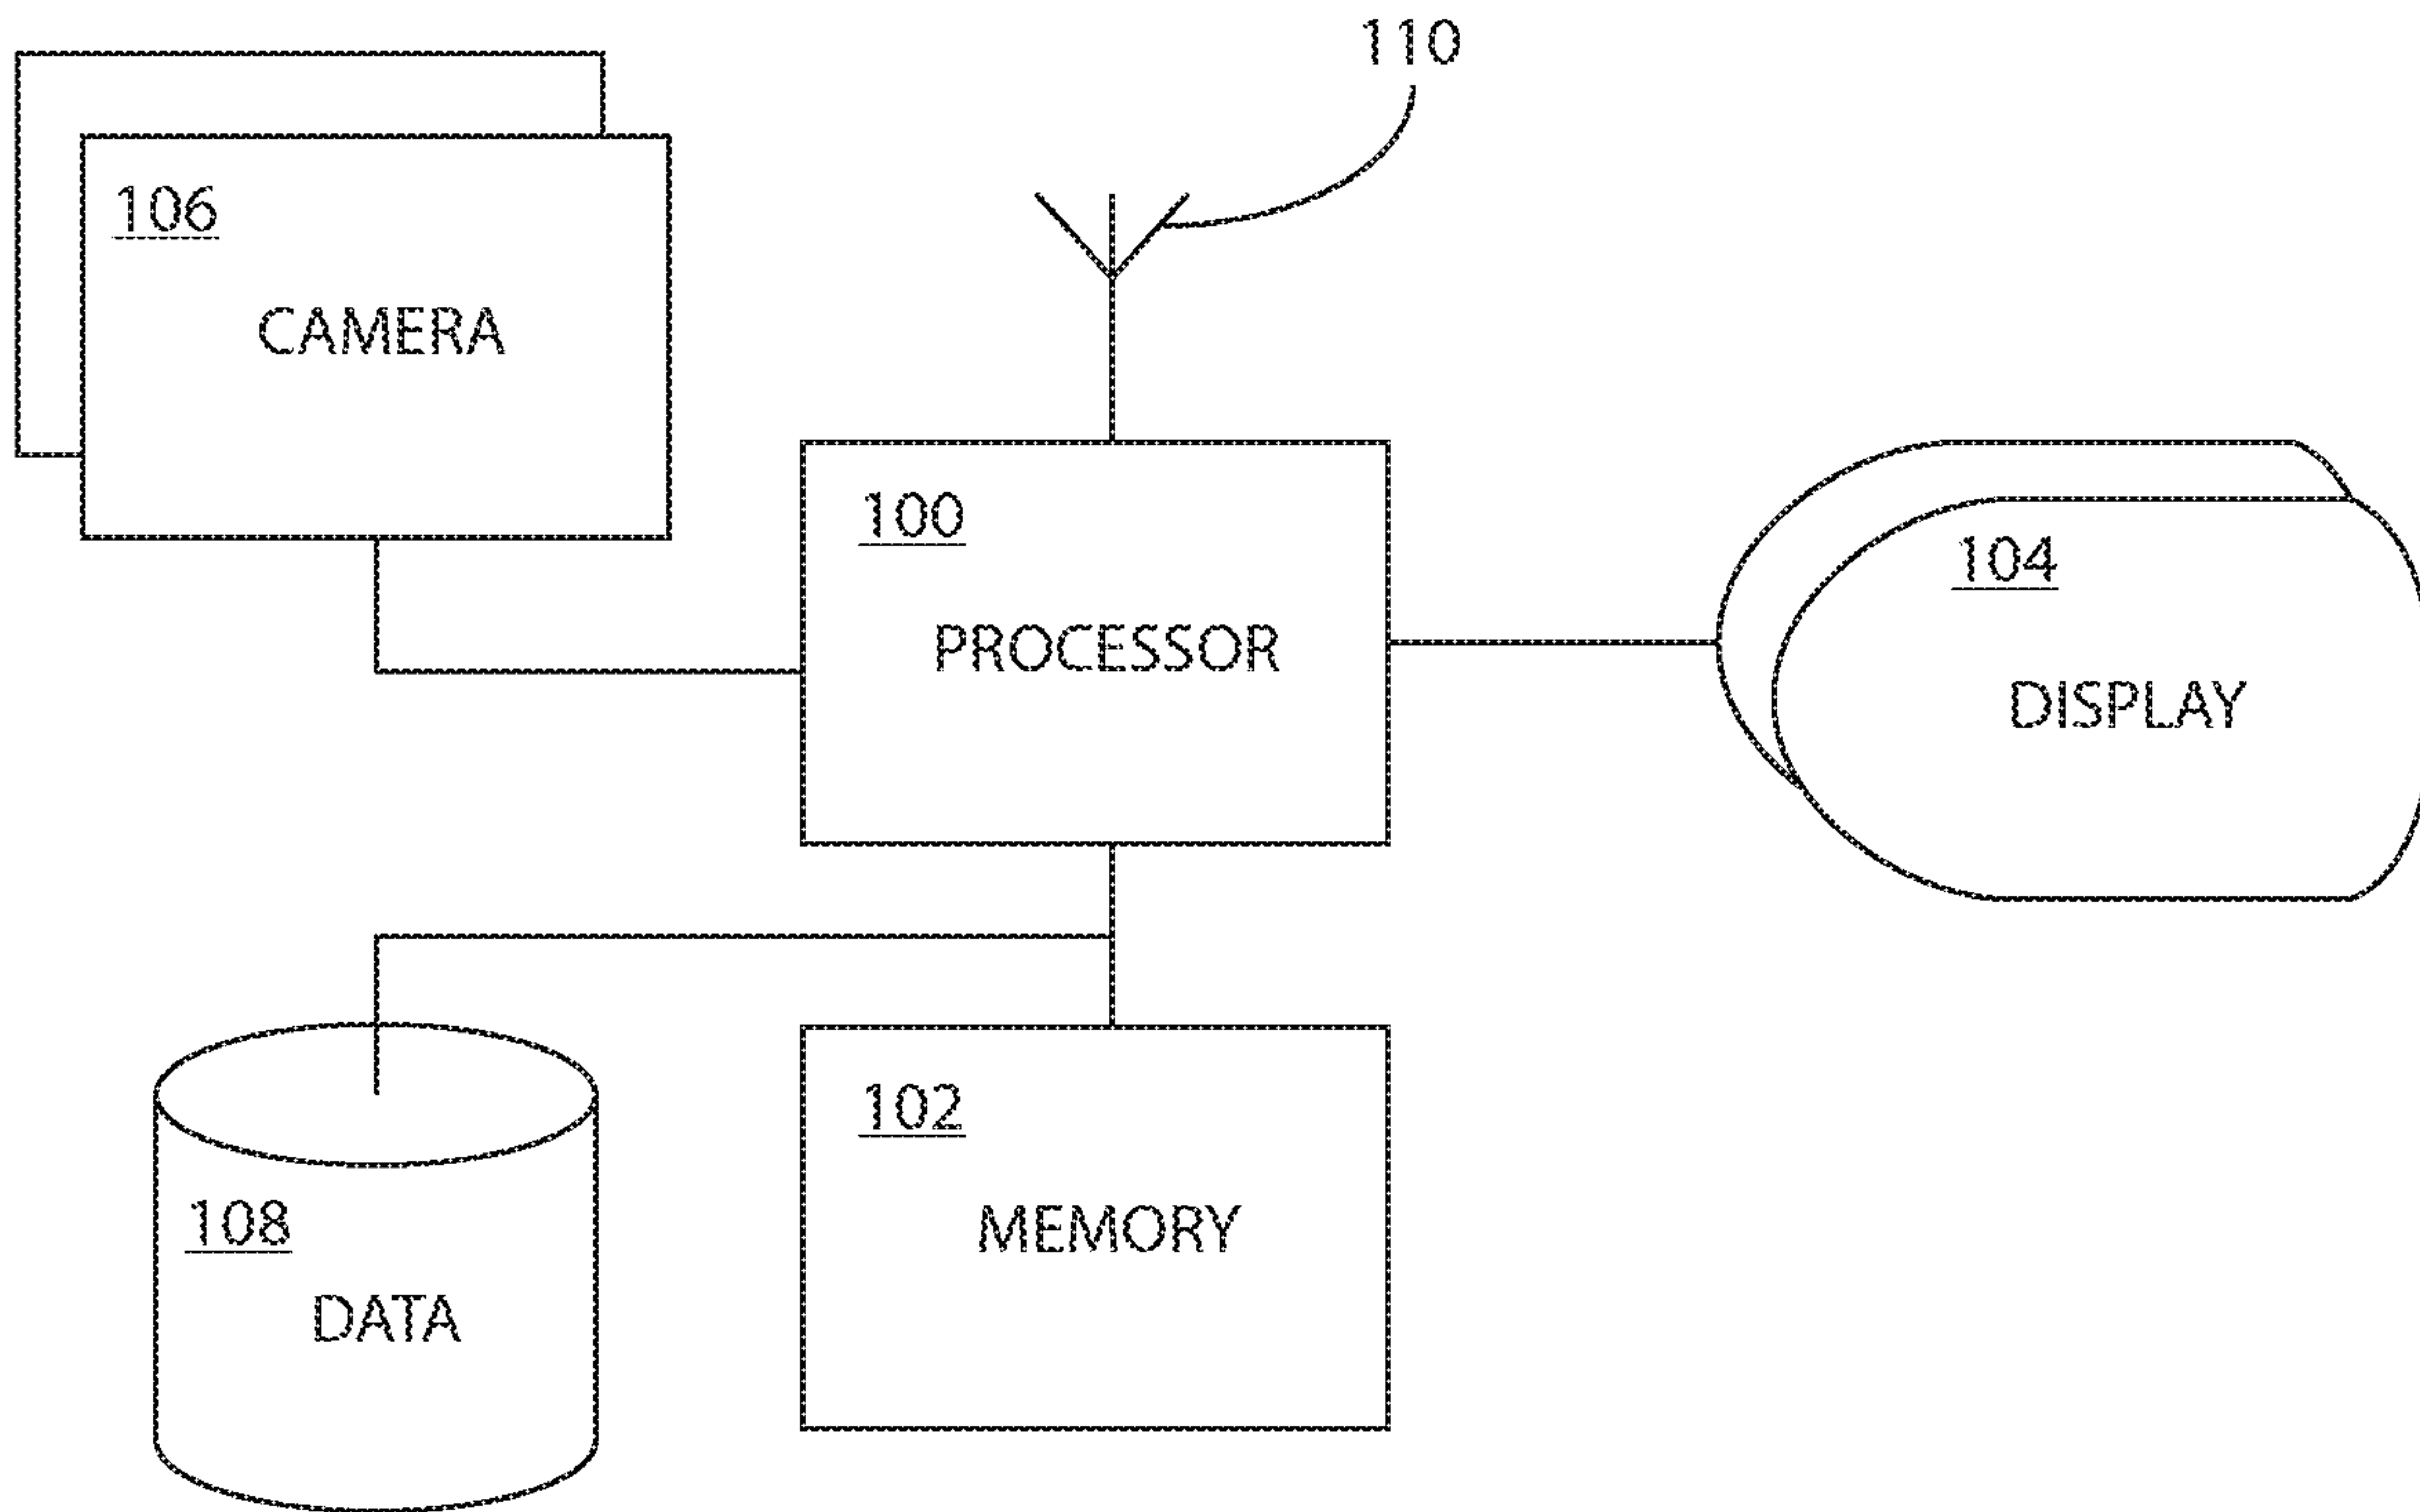 110
106
CAMERA
100
PROCESSOR
104
DISPLAY
108
DATA
102
MEMORY